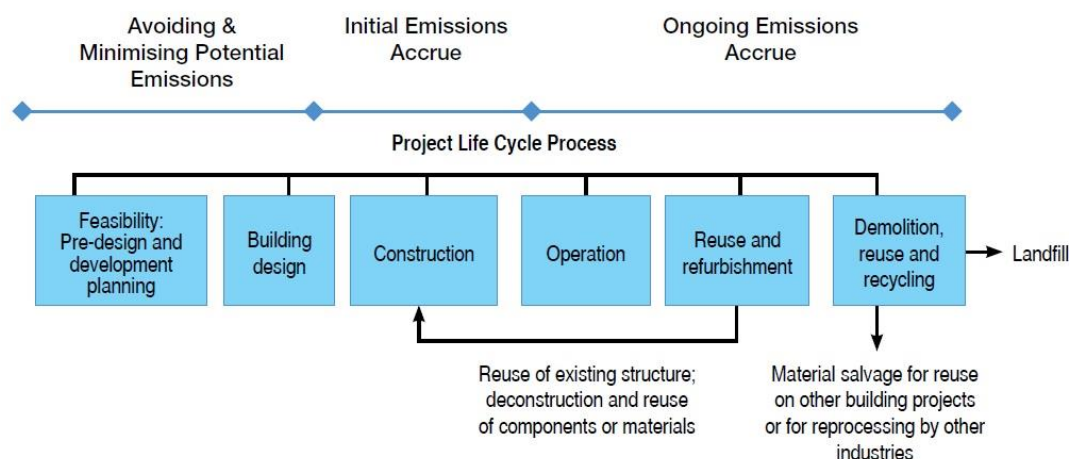 Avoiding &
Minimising Potential
Emissions
Initial Emissions
Accrue
Ongoing Emissions
Accrue
Project Life Cycle Process
Feasibility:
Pre-design and
development
planning
Building
design
Construction
Operation
Reuse and
refurbishment
Demolition,
reuse and
recycling
Landfill
Reuse of existing structure;
deconstruction and reuse
of components or materials
Material salvage for reuse
on other building projects
or for reprocessing by other
industries